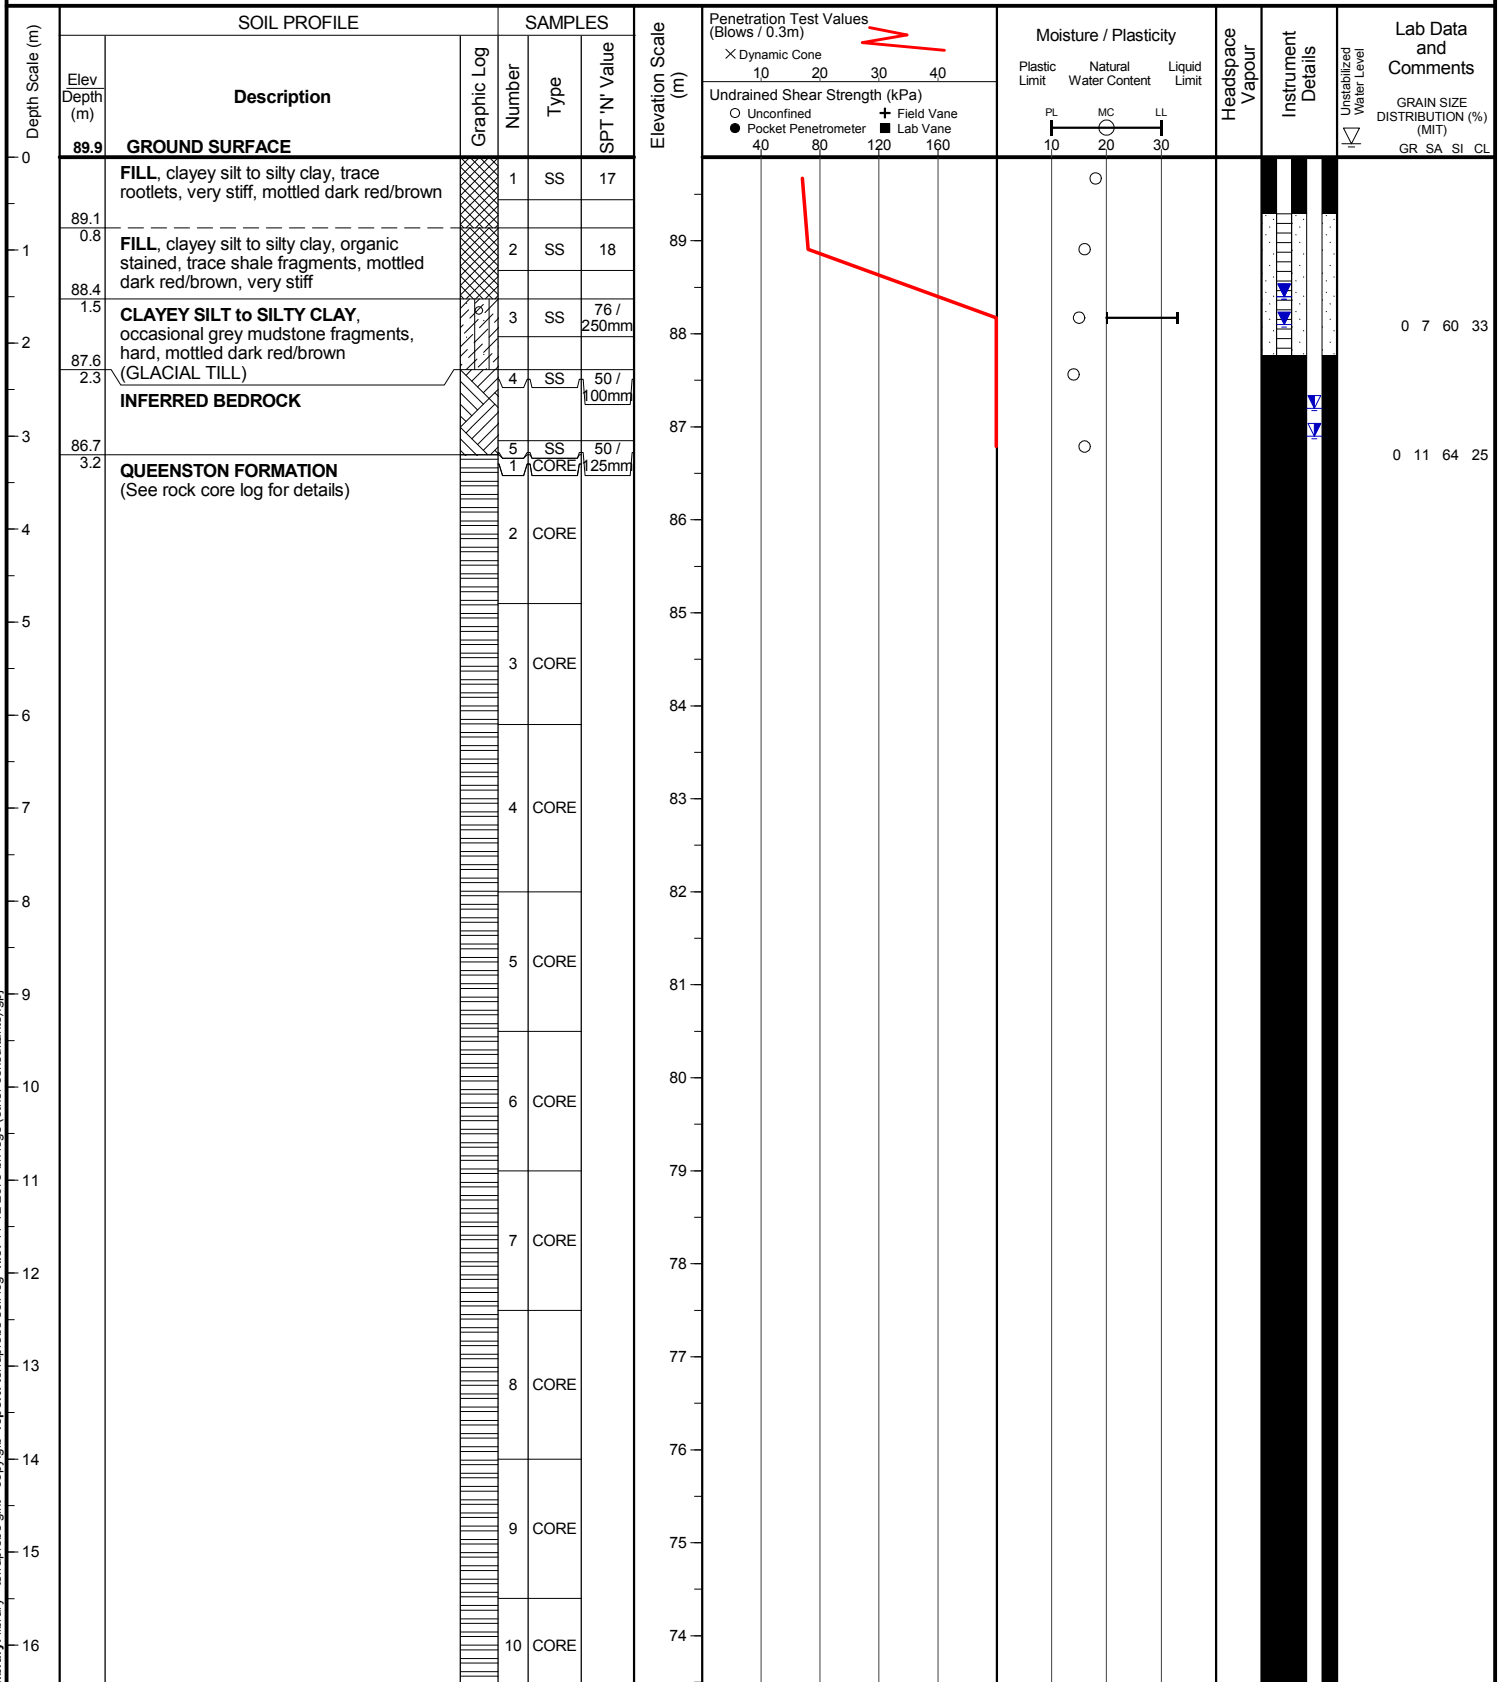 SOIL PROFILE
SAMPLES
Depth Scale (m)
Elev
Depth
(m)
Description
Graphic Log
Number
Type
SPT 'N' Value
Elevation Scale
(m)
Penetration Test Values
(Blows / 0.3m)
Dynamic Cone
10 20 30 40
Undrained Shear Strength (kPa)
Unconfined
Field Vane
Pocket Penetrometer
Lab Vane
40 80 120 160
Moisture / Plasticity
Plastic
Limit
Natural
Water Content
Liquid
Limit
PL MC LL
10 20 30
Headspace
Vapour
Instrument
Details
Unstabilized
Water Level
Lab Data
and
Comments
GRAIN SIZE
DISTRIBUTION (%)
(MIT)
GR SA SI CL
89.9 GROUND SURFACE
FILL, clayey silt to silty clay, trace
rootlets, very stiff, mottled dark red/brown
1 SS 17
89.1
0.8
FILL, clayey silt to silty clay, organic
stained, trace shale fragments, mottled
dark red/brown, very stiff
2 SS 18
88.4
1.5
CLAYEY SILT to SILTY CLAY,
occasional grey mudstone fragments,
hard, mottled dark red/brown
(GLACIAL TILL)
3 SS 76 /
250mm
0 7 60 33
87.6
2.3
INFERRED BEDROCK
4 SS 50 /
100mm
86.7
3.2
QUEENSTON FORMATION
(See rock core log for details)
5 SS 50 /
125mm
1 CORE
0 11 64 25
2 CORE
3 CORE
4 CORE
5 CORE
6 CORE
7 CORE
8 CORE
9 CORE
10 CORE
0
1
2
3
4
5
6
7
8
9
10
11
12
13
14
15
16
89
88
87
86
85
84
83
82
81
80
79
78
77
76
75
74